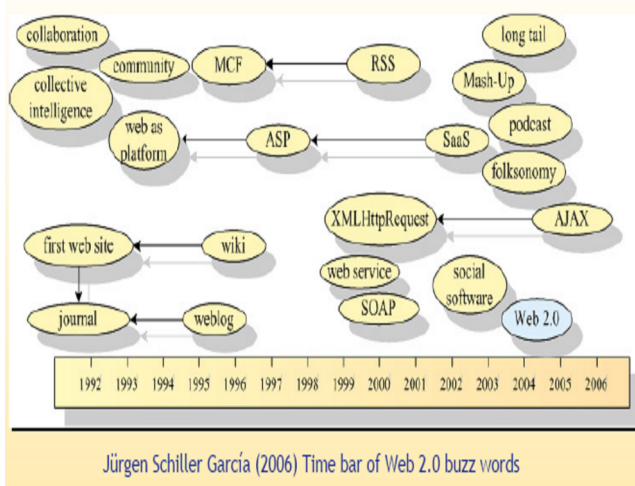 collaboration
long tail
community
MCF
RSS
Mash-Up
collective
intelligence
web as
platform
ASP
SaaS
podcast
folksonomy
XMLHttpRequest
AJAX
first web site
wiki
web service
social
software
journal
weblog
SOAP
Web 2.0
1992 1993 1994 1995 1996 1997 1998 1999 2000 2001 2002 2003 2004 2005 2006
Jürgen Schiller García (2006) Time bar of Web 2.0 buzz words